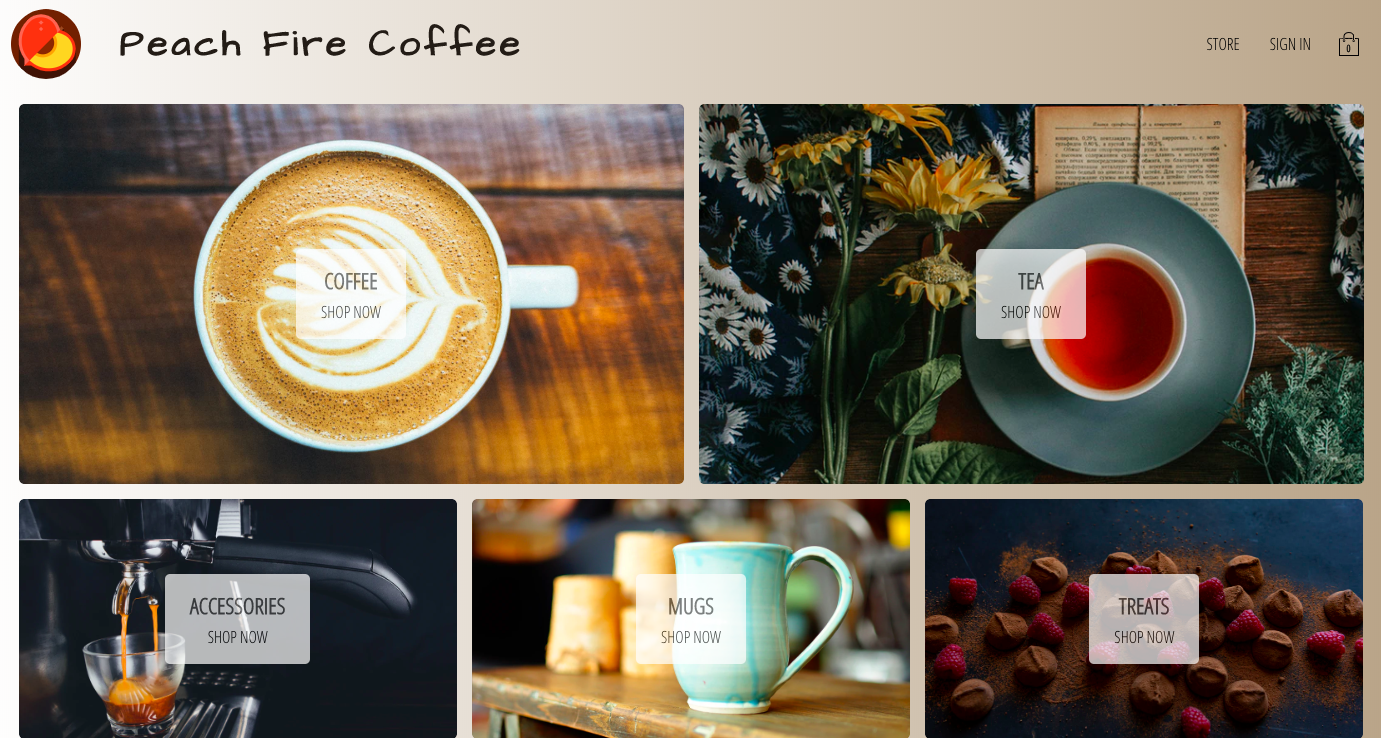 Peach Fire Coffee
STORE
SIGN IN
0
COFFEE
SHOP NOW
TEA
SHOP NOW
ACCESSORIES
SHOP NOW
MUGS
SHOP NOW
TREATS
SHOP NOW